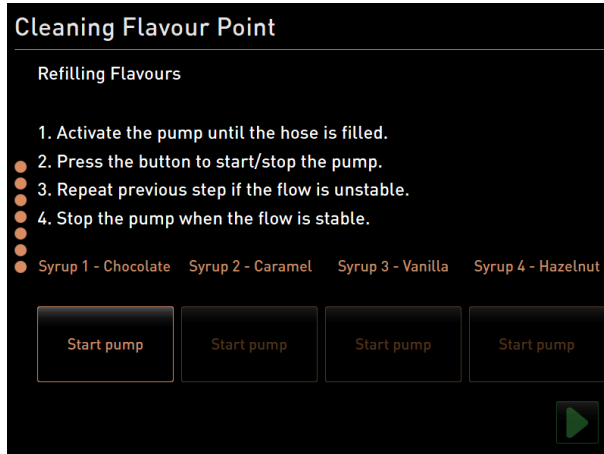 Cleaning Flavour Point
Refilling Flavours
1. Activate the pump until the hose is filled.
2. Press the button to start/stop the pump.
3. Repeat previous step if the flow is unstable.
4. Stop the pump when the flow is stable.
Syrup 1 - Chocolate Syrup 2 - Caramel Syrup 3 - Vanilla Syrup 4 - Hazelnut
Start pump Start pump Start pump Start pump